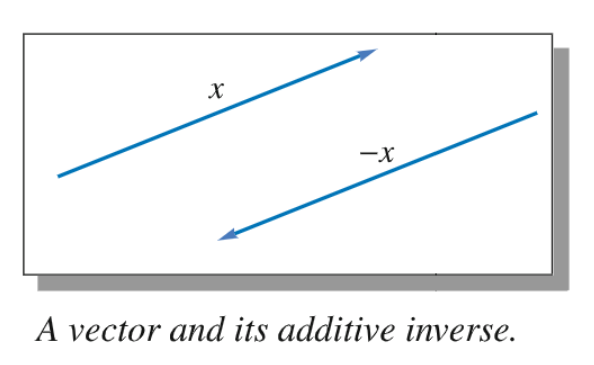 x
−x
A vector and its additive inverse.